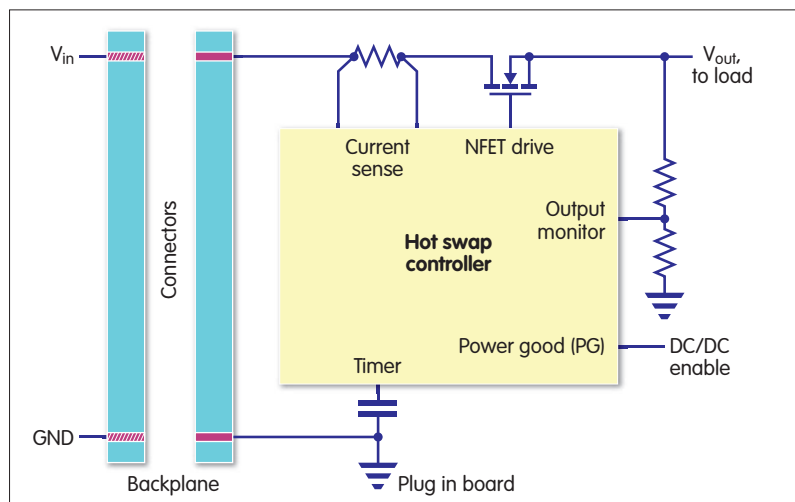 Vin
Vout,
to load
Current
sense
NFET drive
Output
monitor
Hot swap
controller
Connectors
Power good (PG)
DC/DC
enable
Timer
GND
Backplane
Plug in board